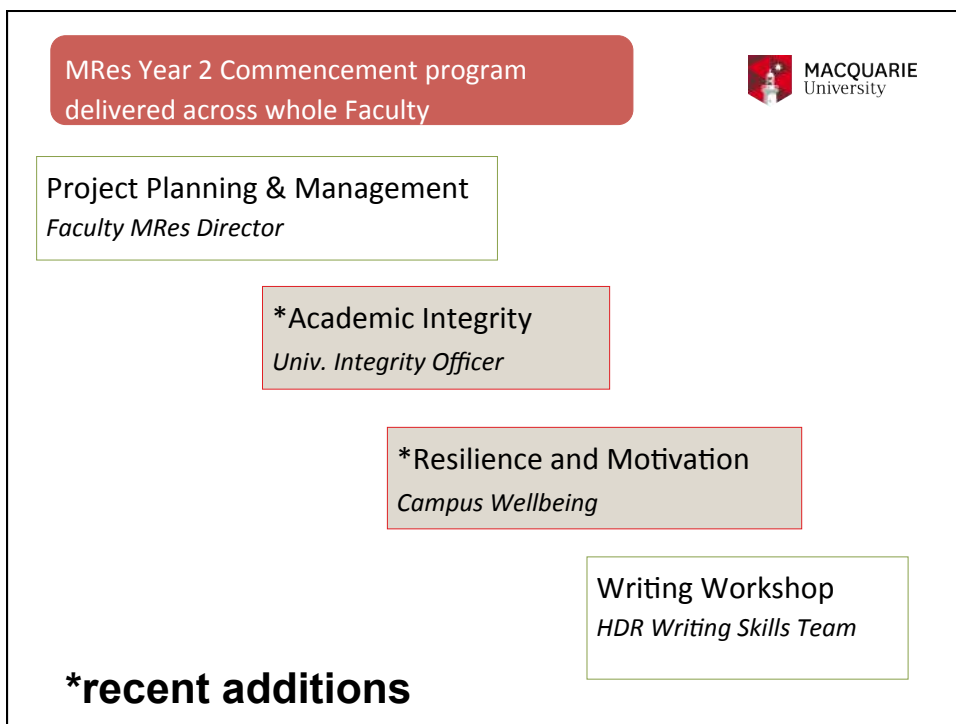 MRes Year 2 Commencement program
delivered across whole Faculty
MACQUARIE
University
Project Planning & Management
Faculty MRes Director
*Academic Integrity
Univ. Integrity Officer
*Resilience and Motivation
Campus Wellbeing
Writing Workshop
HDR Writing Skills Team
*recent additions